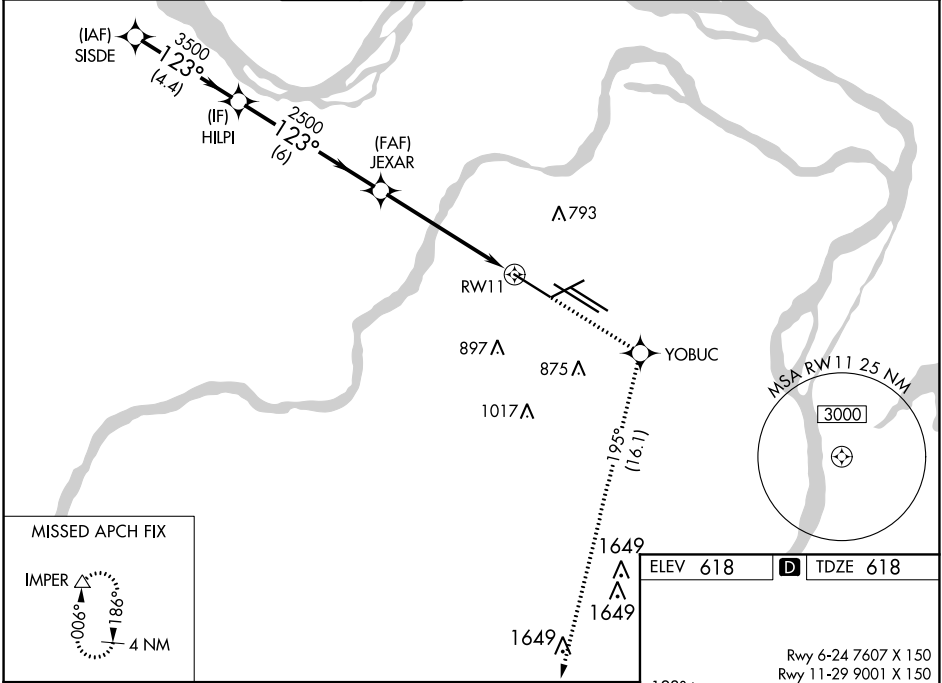 (IAF)
SISDE
3500
123°
(4.4)
(IF)
HILPI
2500
123°
(6)
(FAF)
JEXAR
793
RW11
897
875
YOBUC
1017
MSA RW11 25 NM
3000
195°
(16.1)
MISSED APCH FIX
IMPER
006°
186°
4 NM
1649
1649
1649
ELEV 618
D
TDZE 618
Rwy 6-24 7607 X 150
Rwy 11-29 9001 X 150